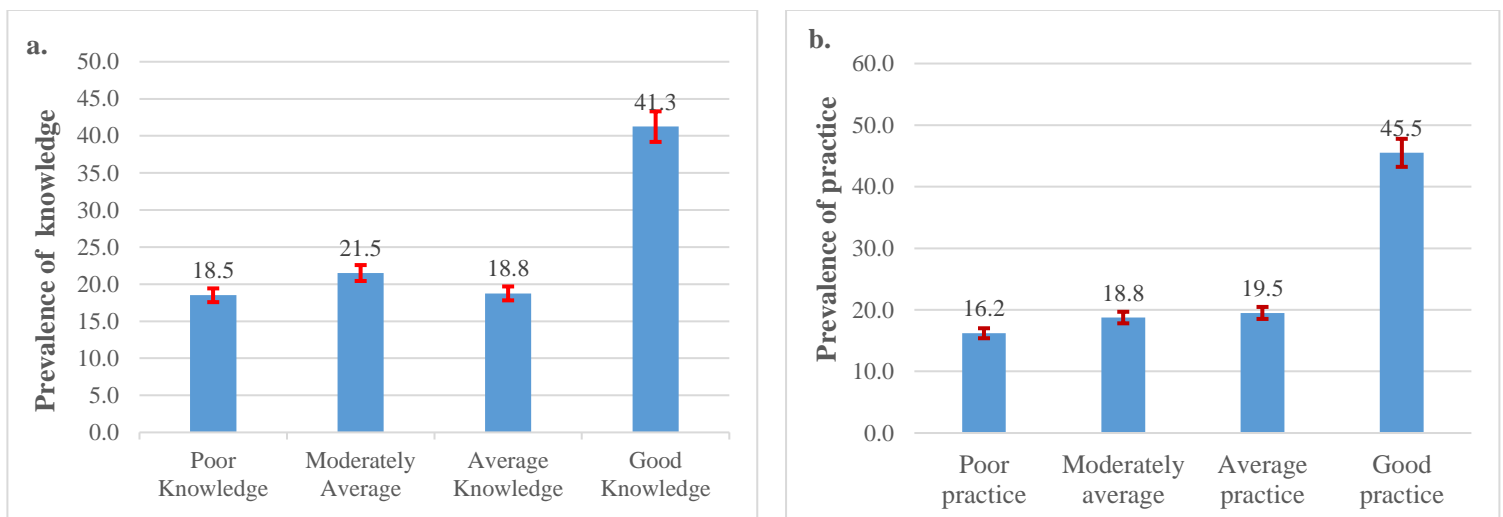 a.
Prevalence of knowledge
50.0
45.0
40.0
35.0
30.0
25.0
20.0
15.0
10.0
5.0
0.0
18.5
21.5
18.8
41.3
Poor
Knowledge
Moderately
Average
Average
Knowledge
Good
Knowledge
b.
Prevalence of practice
60.0
50.0
40.0
30.0
20.0
10.0
0.0
16.2
18.8
19.5
45.5
Poor
practice
Moderately
average
Average
practice
Good
practice